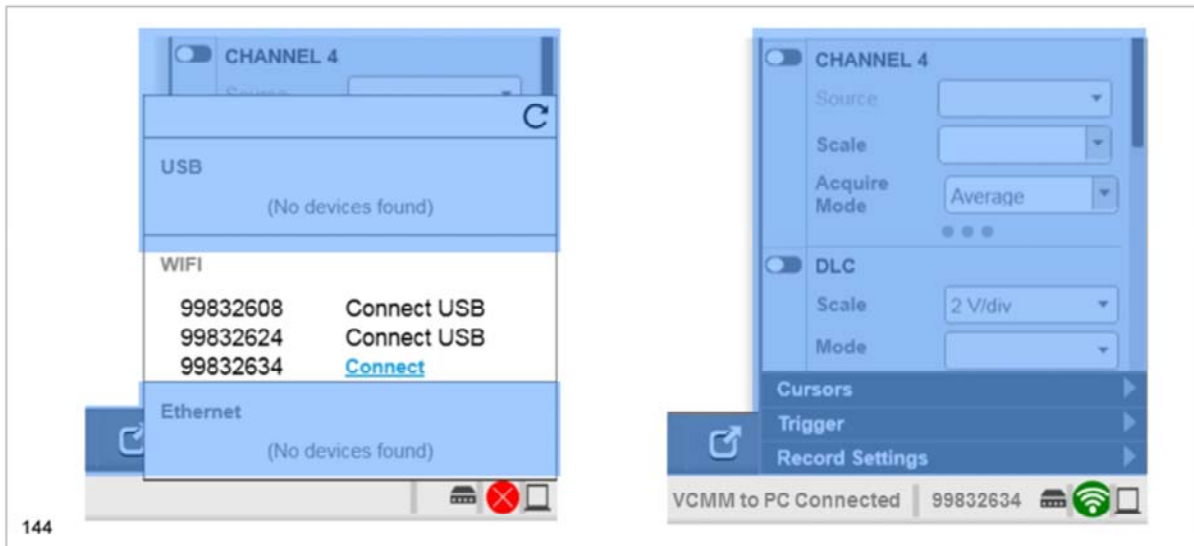 CHANNEL 4
Source
USB
(No devices found)
WIFI
99832608 Connect USB
99832624 Connect USB
99832634 Connect
Ethernet
(No devices found)
CHANNEL 4
Source
Scale
Acquire
Mode
Average
DLC
Scale
2 V/div
Mode
Cursors
Trigger
Record Settings
VCMM to PC Connected
99832634
144